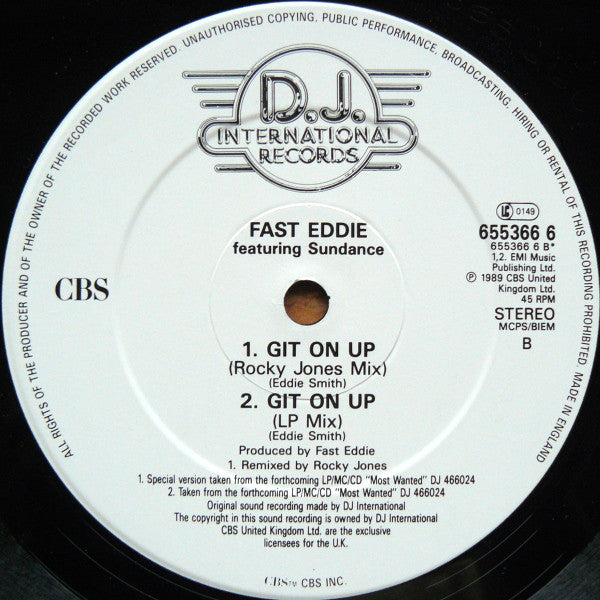 ALL RIGHTS OF THE PRODUCER AND OF THE OWNER OF THE RECORDED WORK RESERVED. UNAUTHORISED COPYING, PUBLIC PERFORMANCE, BROADCASTING, HIRING OR RENTAL OF THIS RECORDING PROHIBITED. MADE IN ENGLAND
D.J.
INTERNATIONAL
RECORDS
FAST EDDIE
featuring Sundance
LC 0149
655366 6
655366 6 B*
1,2. EMI Music
Publishing Ltd.
℗ 1989 CBS United
Kingdom Ltd.
45 RPM
STEREO
MCPS/BIEM
B
CBS
1. GIT ON UP
(Rocky Jones Mix)
(Eddie Smith)
2. GIT ON UP
(LP Mix)
(Eddie Smith)
Produced by Fast Eddie
1. Remixed by Rocky Jones
1. Special version taken from the forthcoming LP/MC/CD "Most Wanted" DJ 466024
2. Taken from the forthcoming LP/MC/CD "Most Wanted" DJ 466024
Original sound recording made by DJ International
The copyright in this sound recording is owned by DJ International
CBS United Kingdom Ltd. are the exclusive
licensees for the U.K.
CBS™ CBS INC.